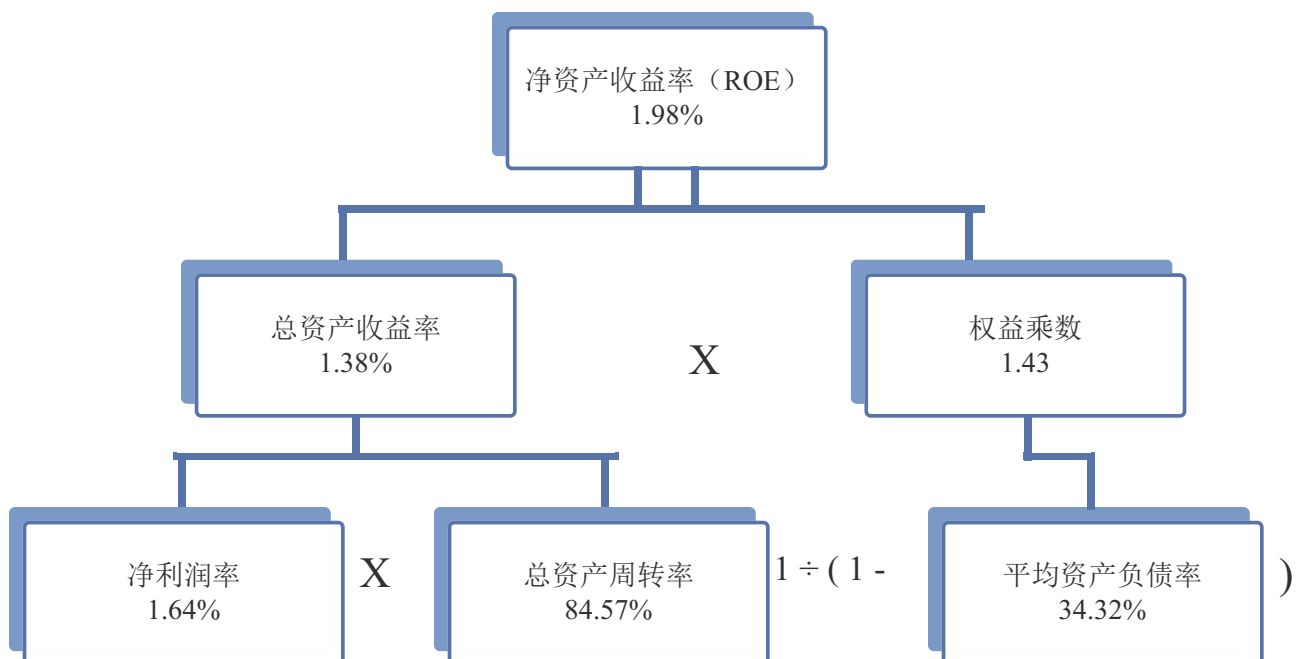 净资产收益率（ROE）
1.98%
总资产收益率
1.38%
X
权益乘数
1.43
净利润率
1.64%
X
总资产周转率
84.57%
1 ÷ ( 1 -
平均资产负债率
34.32%
)